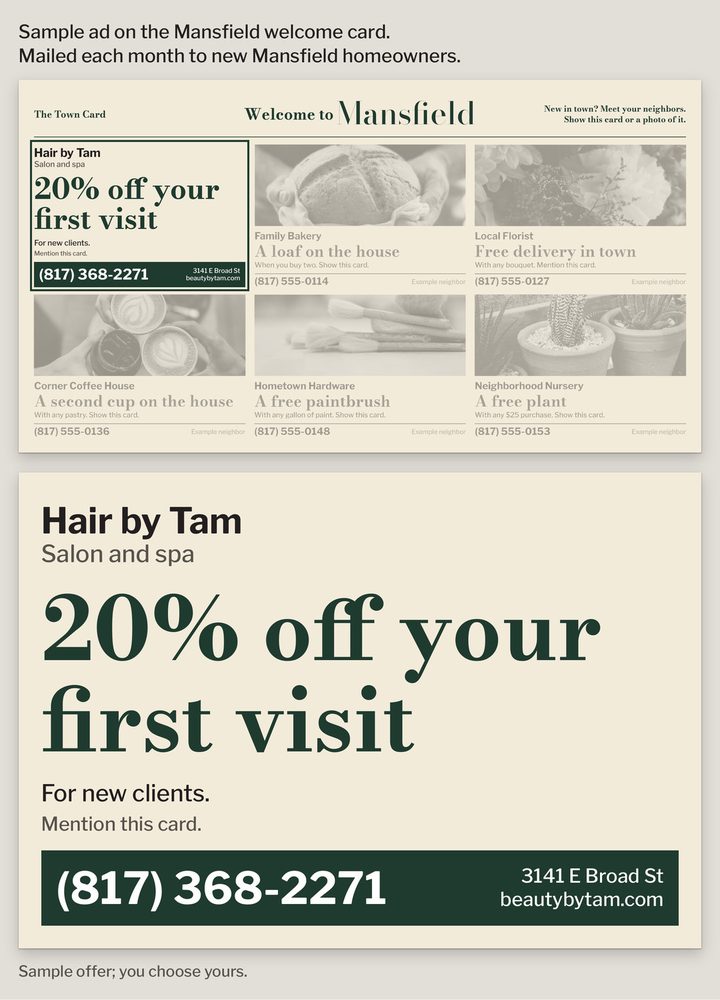 Sample ad on the Mansfield welcome card.
Mailed each month to new Mansfield homeowners.
The Town Card
Welcome to Mansfield
New in town? Meet your neighbors.
Show this card or a photo of it.
Hair by Tam
Salon and spa
20% off your
first visit
For new clients.
Mention this card.
(817) 368-2271
3141 E Broad St
beautybytam.com
Family Bakery
A loaf on the house
When you buy two. Show this card.
(817) 555-0114
Example neighbor
Local Florist
Free delivery in town
With any bouquet. Mention this card.
(817) 555-0127
Example neighbor
Corner Coffee House
A second cup on the house
With any pastry. Show this card.
(817) 555-0136
Example neighbor
Hometown Hardware
A free paintbrush
With any gallon of paint. Show this card.
(817) 555-0148
Example neighbor
Neighborhood Nursery
A free plant
With any $25 purchase. Show this card.
(817) 555-0153
Example neighbor
Hair by Tam
Salon and spa
20% off your
first visit
For new clients.
Mention this card.
(817) 368-2271
3141 E Broad St
beautybytam.com
Sample offer; you choose yours.